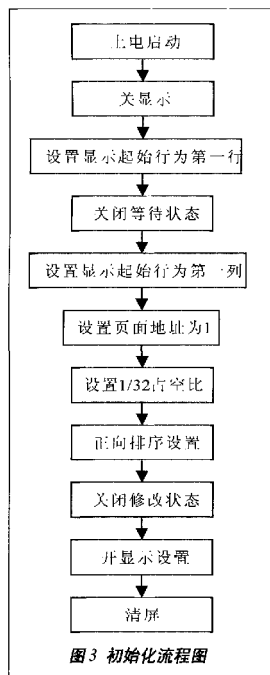 上电启动
关显示
设置显示起始行为第一行
关闭等待状态
设置显示起始行为第一列
设置页面地址为1
设置1/32占空比
正向排序设置
关闭修改状态
开显示设置
清屏
图3 初始化流程图